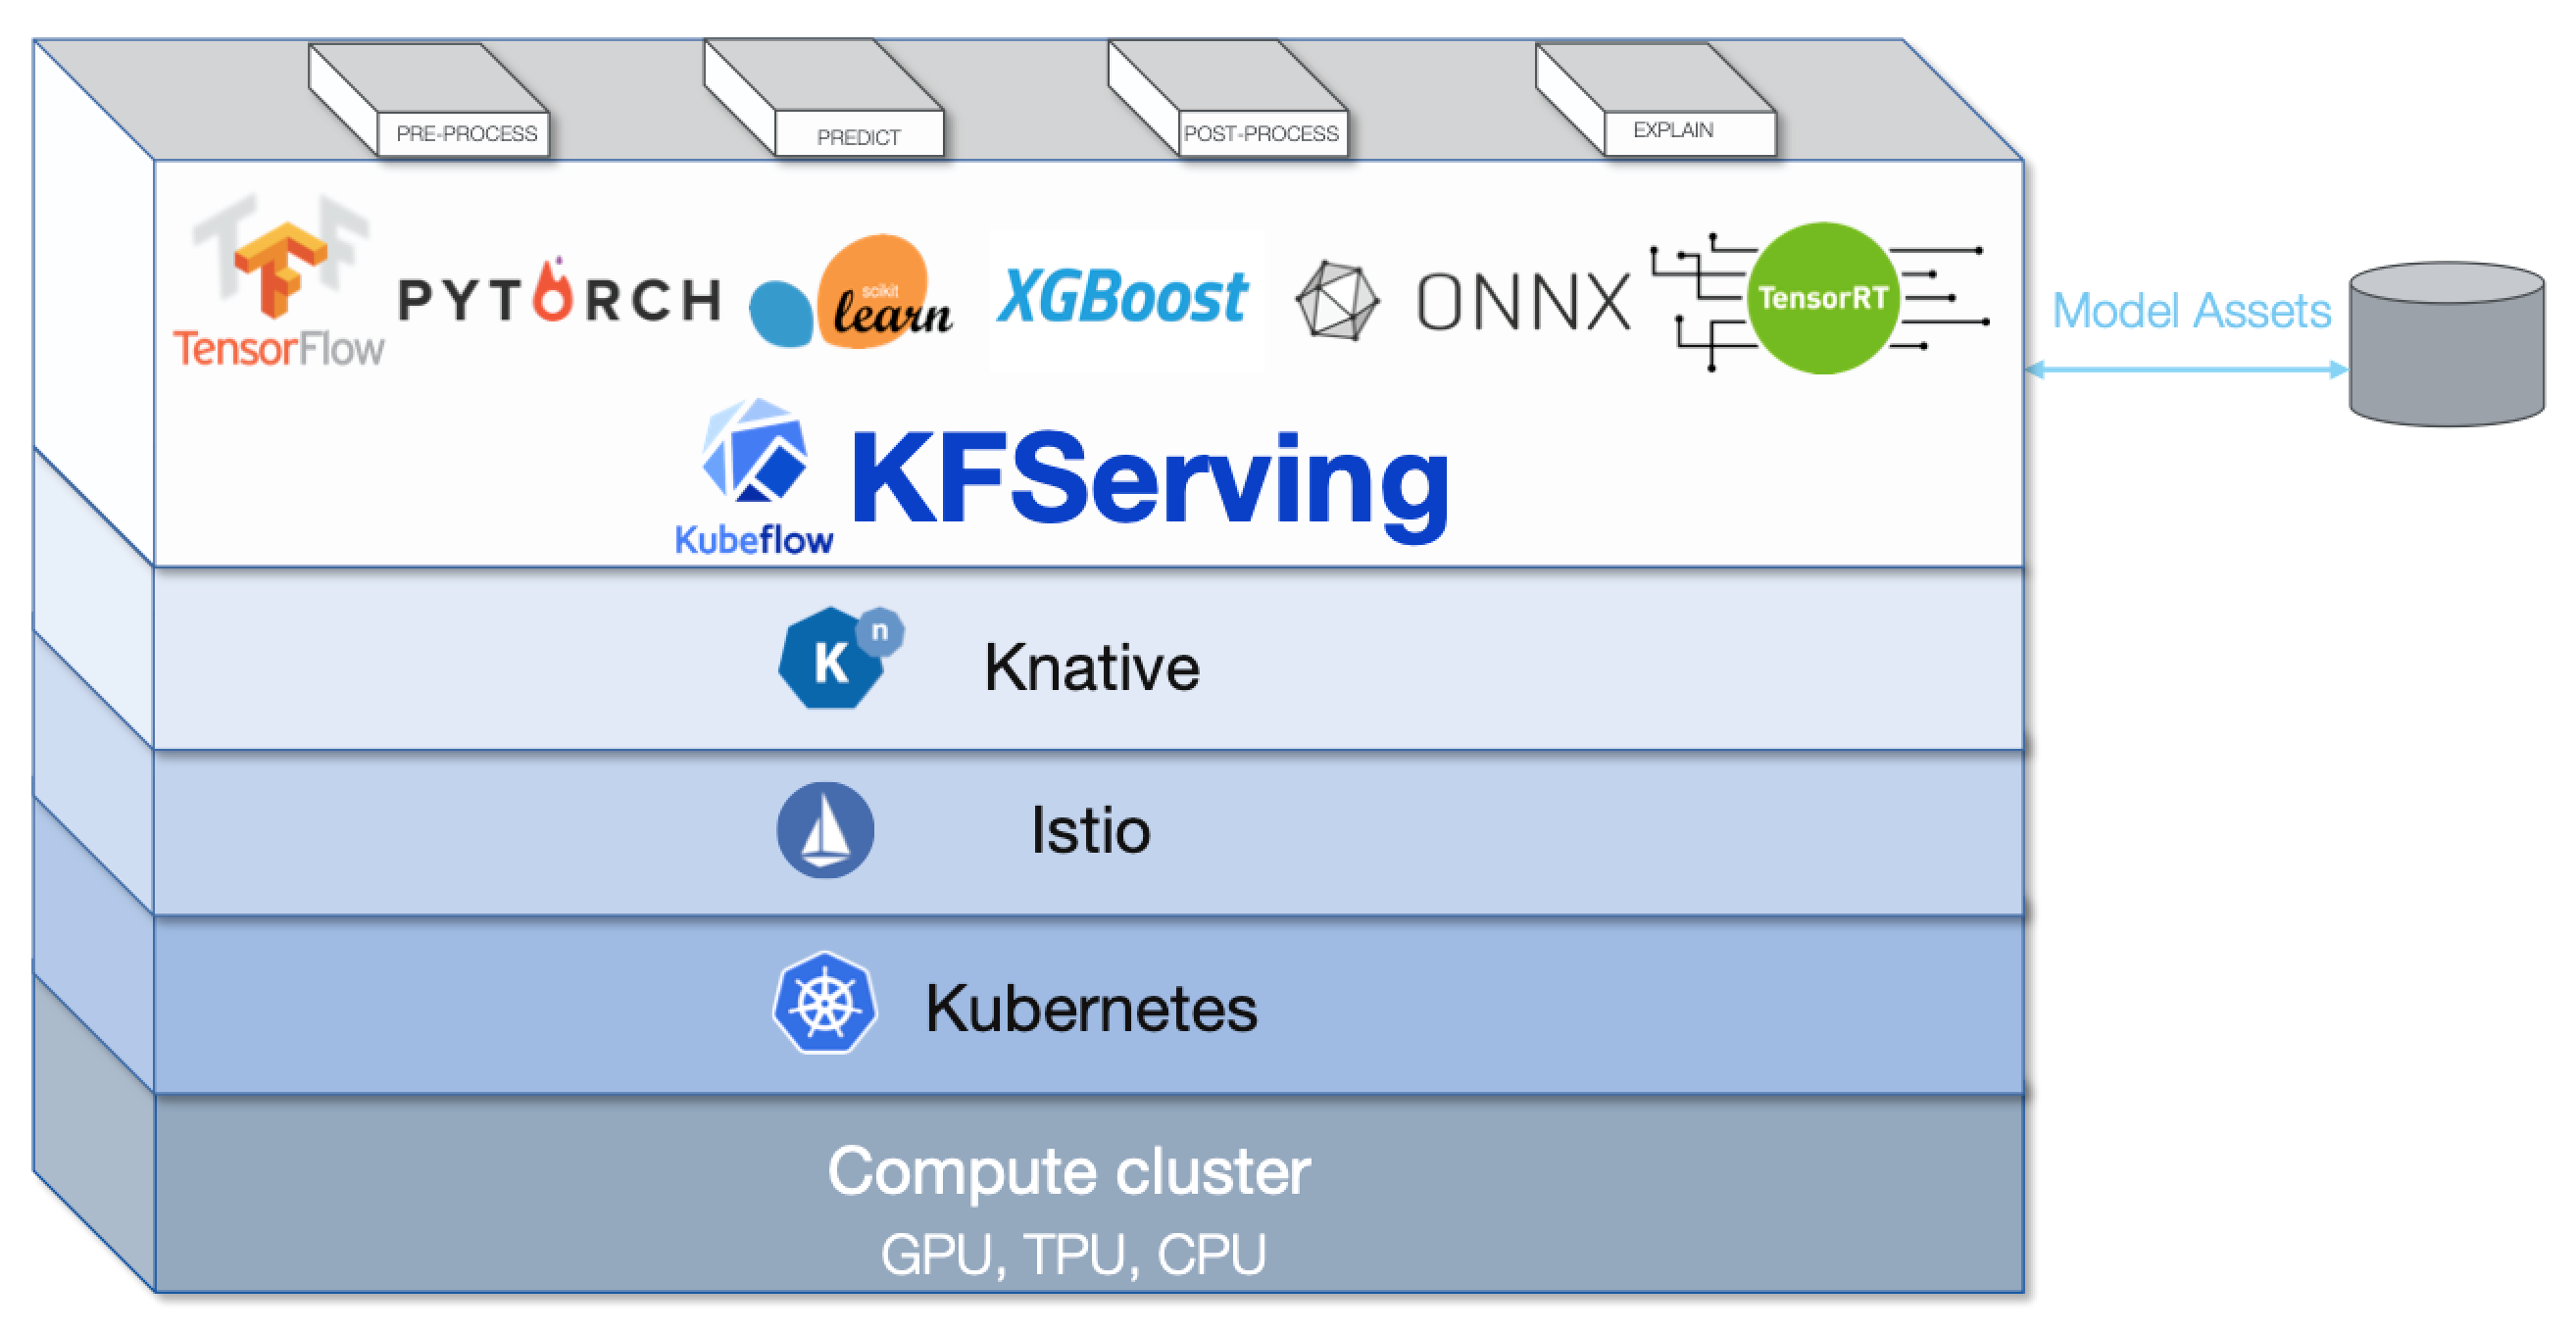 PRE-PROCESS
PREDICT
POST-PROCESS
EXPLAIN
TF
TensorFlow
PYTORCH
scikit
learn
XGBoost
ONNX
TensorRT
Model Assets
Kubeflow
KFServing
K n
Knative
Istio
Kubernetes
Compute cluster
GPU, TPU, CPU